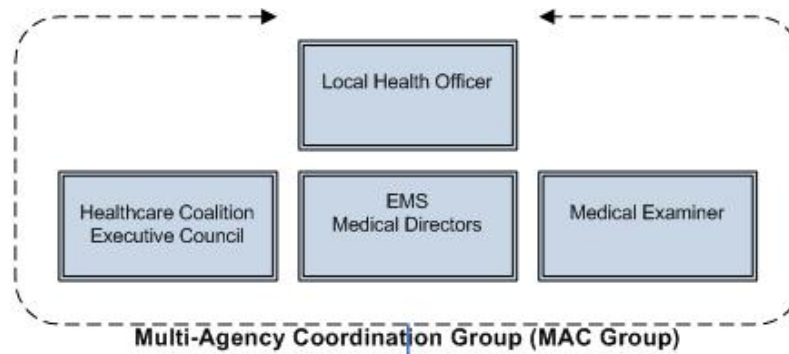 Local Health Officer
Healthcare Coalition
Executive Council
EMS
Medical Directors
Medical Examiner
Multi-Agency Coordination Group (MAC Group)